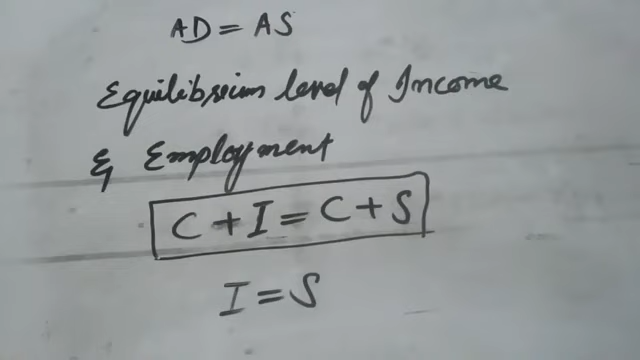 AD = AS
Equilibrium level of Income
& Employment
C + I = C + S
I = S